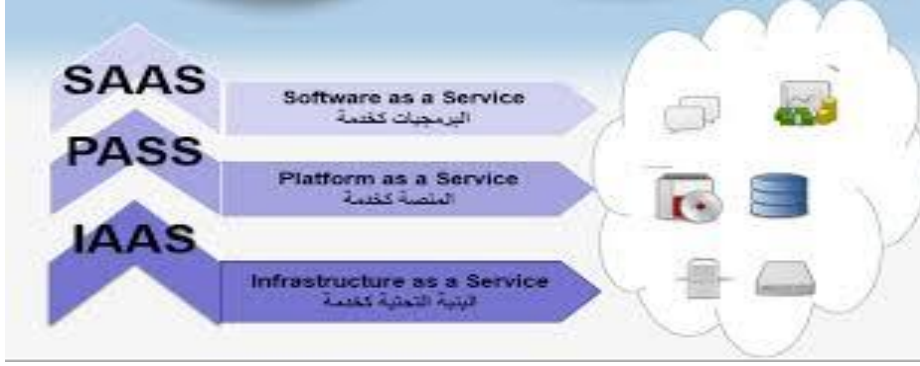 SAAS
Software as a Service
البرمجيات كخدمة
PASS
Platform as a Service
المنصة كخدمة
IAAS
Infrastructure as a Service
البنية التحتية كخدمة